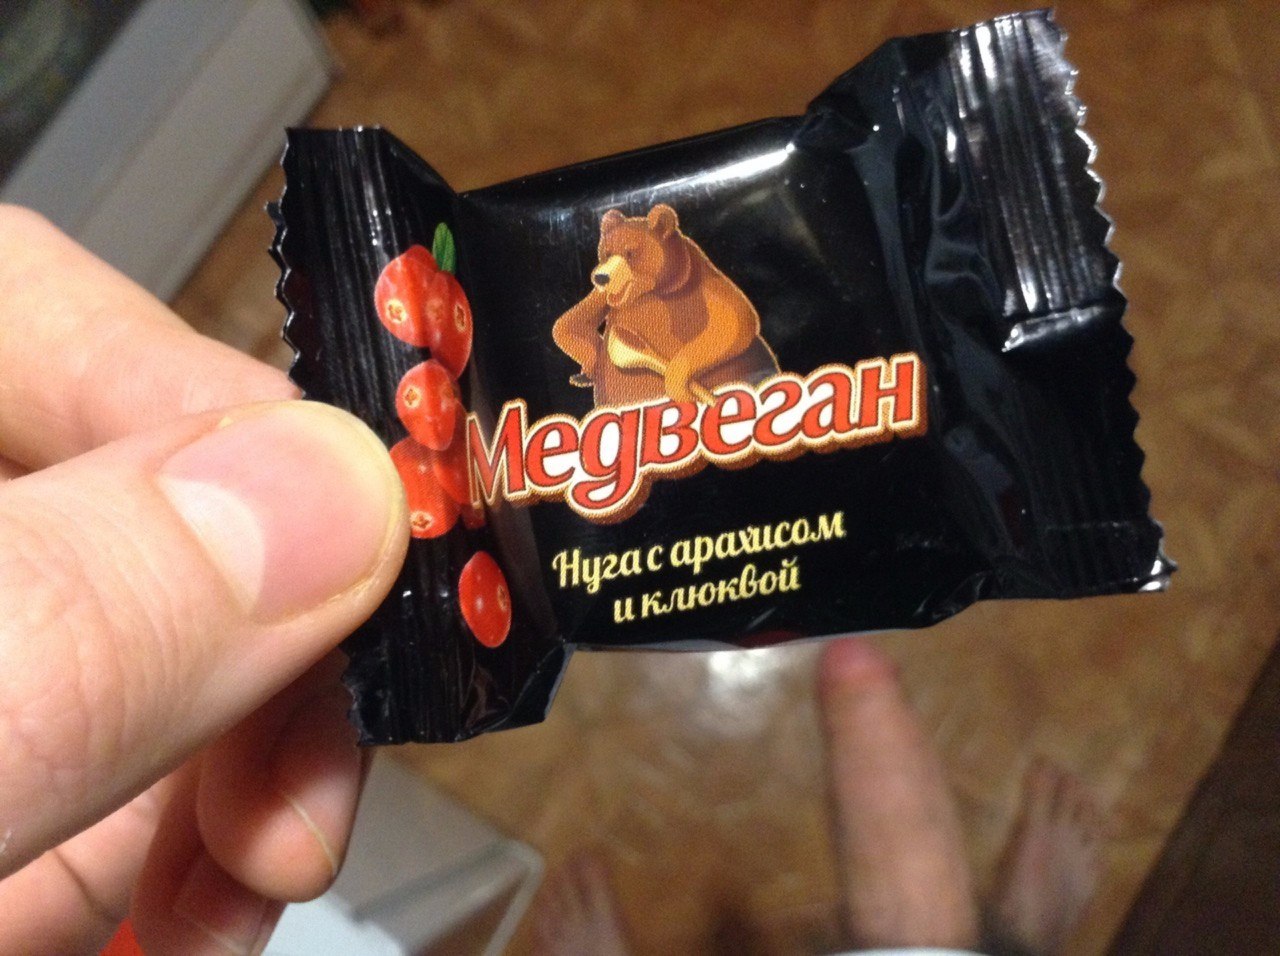 Медвеган
Нуга с арахисом
и клюквой